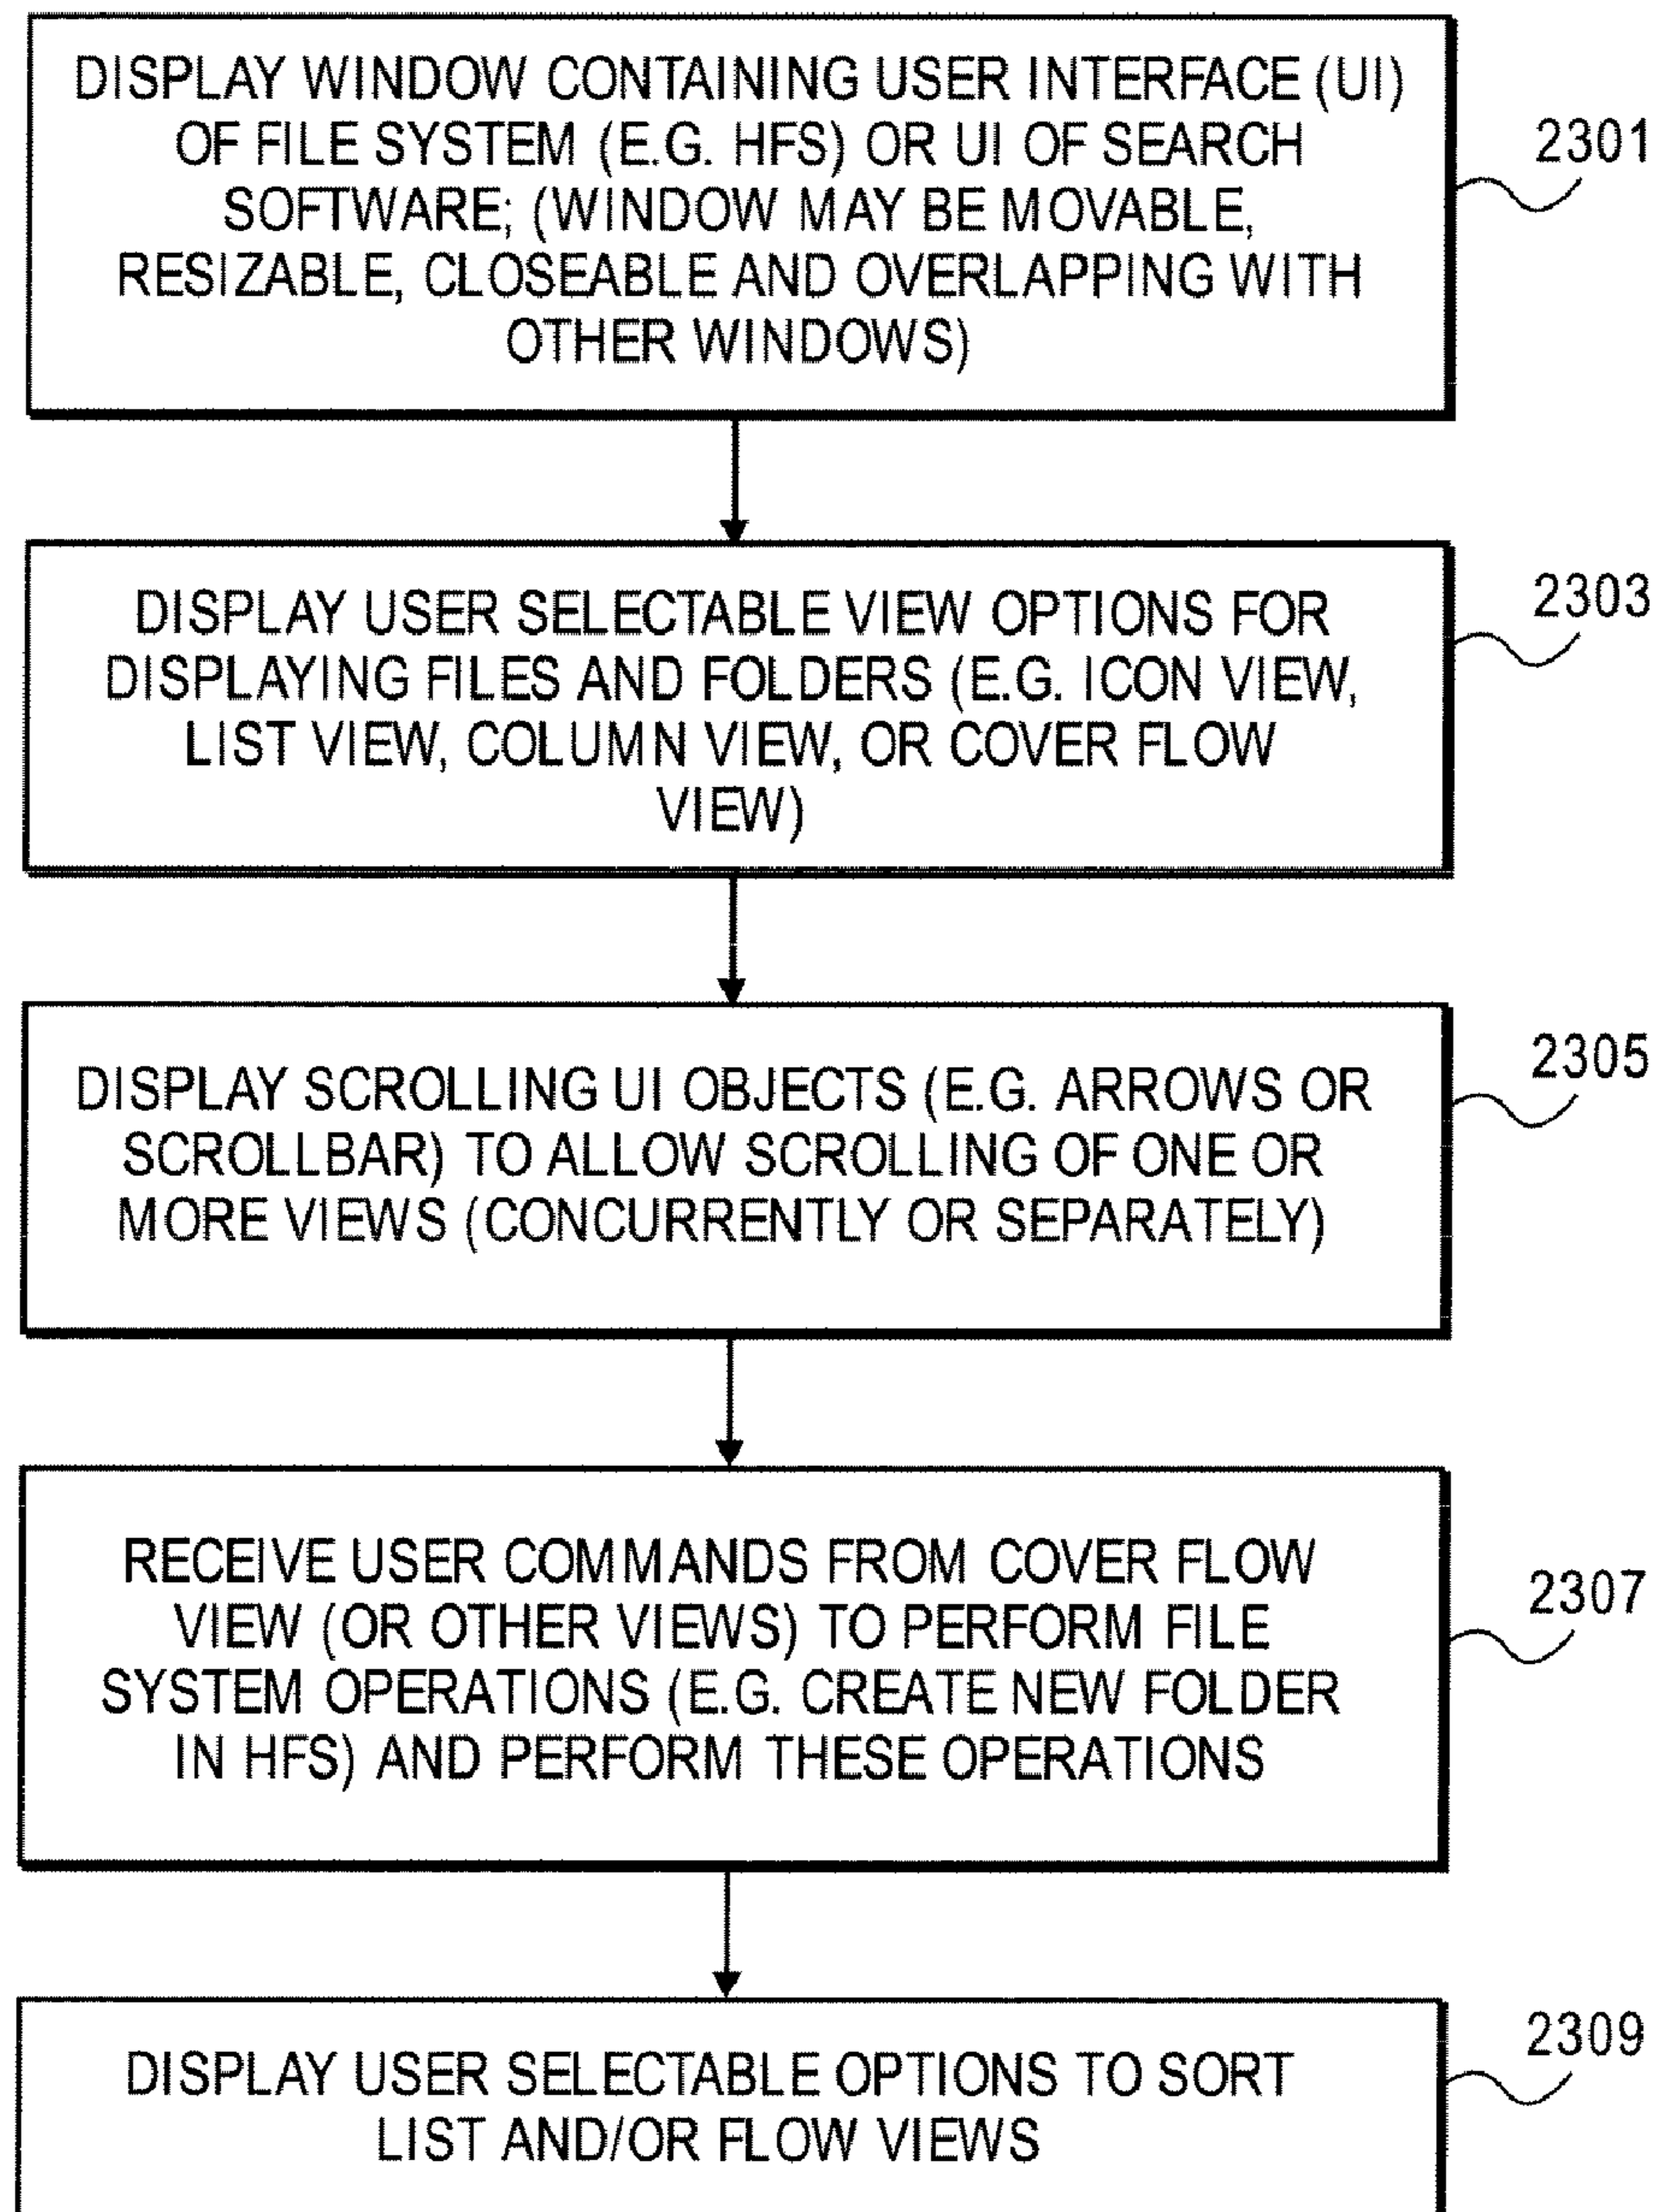 DISPLAY WINDOW CONTAINING USER INTERFACE (UI)
OF FILE SYSTEM (E.G. HFS) OR UI OF SEARCH
SOFTWARE; (WINDOW MAY BE MOVABLE,
RESIZABLE, CLOSEABLE AND OVERLAPPING WITH
OTHER WINDOWS)
2301
DISPLAY USER SELECTABLE VIEW OPTIONS FOR
DISPLAYING FILES AND FOLDERS (E.G. ICON VIEW,
LIST VIEW, COLUMN VIEW, OR COVER FLOW
VIEW)
2303
DISPLAY SCROLLING UI OBJECTS (E.G. ARROWS OR
SCROLLBAR) TO ALLOW SCROLLING OF ONE OR
MORE VIEWS (CONCURRENTLY OR SEPARATELY)
2305
RECEIVE USER COMMANDS FROM COVER FLOW
VIEW (OR OTHER VIEWS) TO PERFORM FILE
SYSTEM OPERATIONS (E.G. CREATE NEW FOLDER
IN HFS) AND PERFORM THESE OPERATIONS
2307
DISPLAY USER SELECTABLE OPTIONS TO SORT
LIST AND/OR FLOW VIEWS
2309